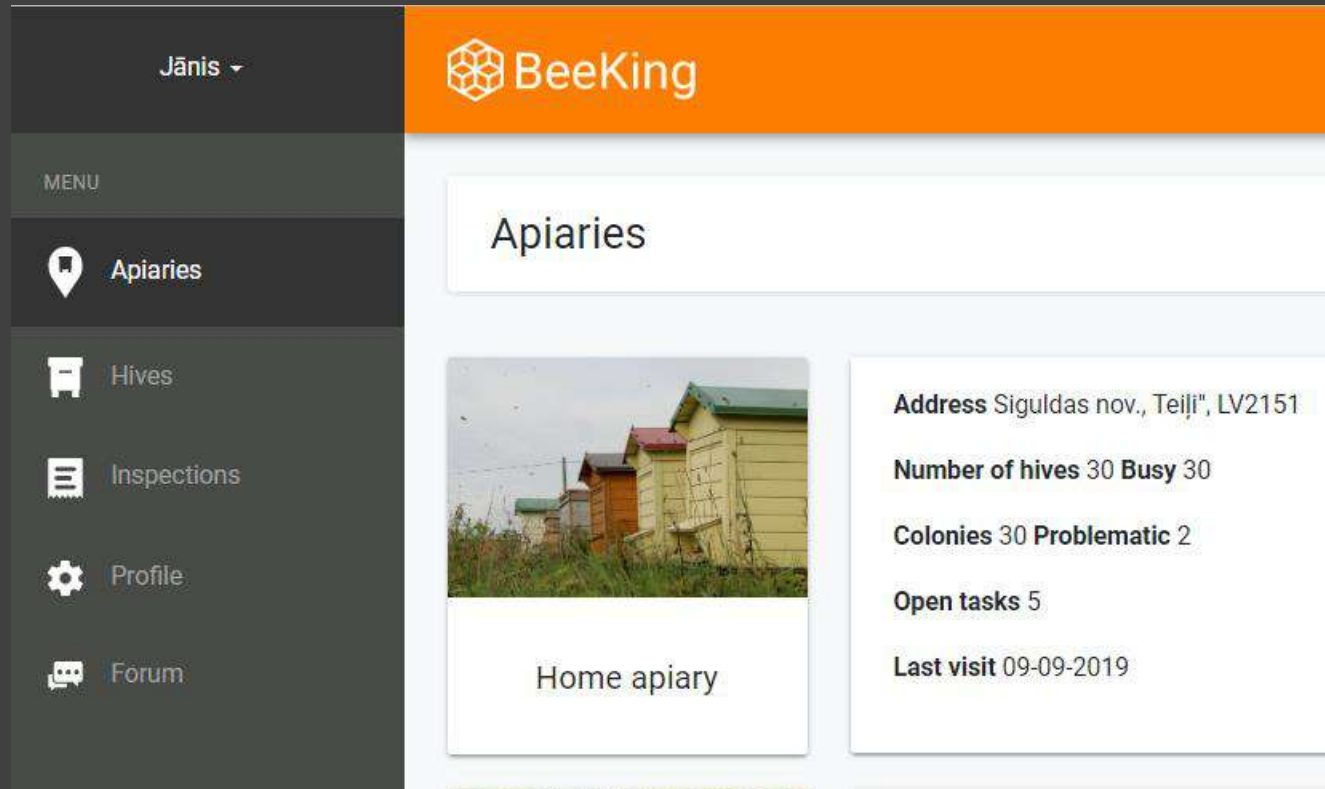 Jānis
BeeKing
MENU
Apiaries
Hives
Inspections
Profile
Forum
Apiaries
Home apiary
Address Siguldas nov., Teiļi", LV2151
Number of hives 30 Busy 30
Colonies 30 Problematic 2
Open tasks 5
Last visit 09-09-2019